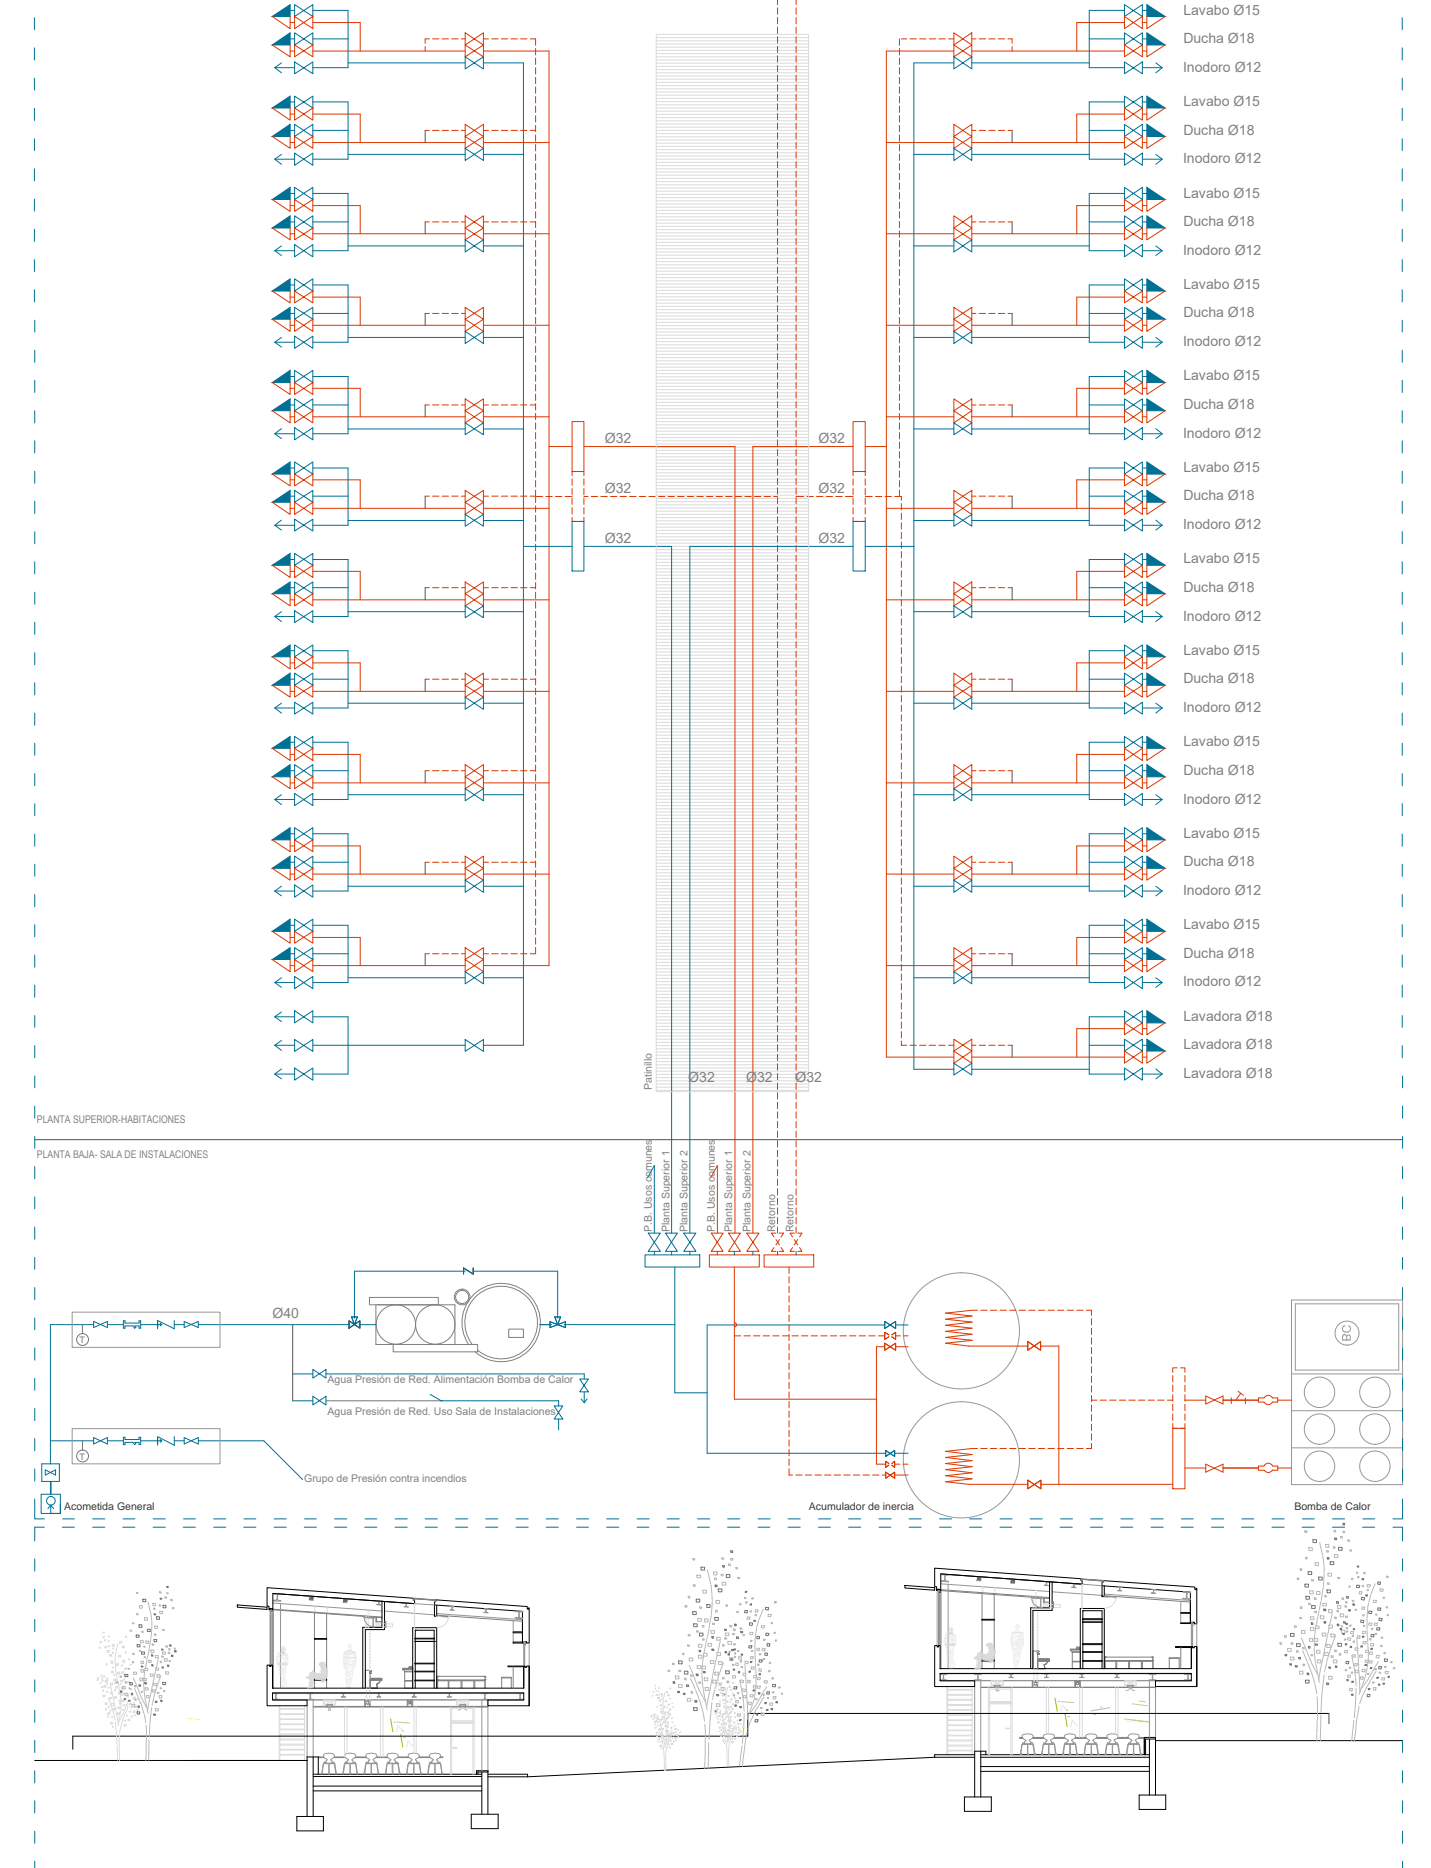 Lavabo Ø15
Ducha Ø18
Inodoro Ø12
Lavabo Ø15
Ducha Ø18
Inodoro Ø12
Lavabo Ø15
Ducha Ø18
Inodoro Ø12
Lavabo Ø15
Ducha Ø18
Inodoro Ø12
Lavabo Ø15
Ducha Ø18
Inodoro Ø12
Ø32 Ø32
Lavabo Ø15
Ø32 Ø32
Ducha Ø18
Inodoro Ø12
Ø32 Ø32
Lavabo Ø15
Ducha Ø18
Inodoro Ø12
Lavabo Ø15
Ducha Ø18
Inodoro Ø12
Lavabo Ø15
Ducha Ø18
Inodoro Ø12
Lavabo Ø15
Ducha Ø18
Inodoro Ø12
Lavabo Ø15
Ducha Ø18
Inodoro Ø12
Lavadora Ø18
Lavadora Ø18
Lavadora Ø18
Patinillo
Ø32 Ø32 Ø32
PLANTA SUPERIOR-HABITACIONES
PLANTA BAJA- SALA DE INSTALACIONES
P.B. Usos comunes
Planta Superior 1
Planta Superior 2
P.B. Usos comunes
Planta Superior 1
Planta Superior 2
Retorno
Retorno
Ø40
T
BC
Agua Presión de Red. Alimentación Bomba de Calor
Agua Presión de Red. Uso Sala de Instalaciones
T
Grupo de Presión contra incendios
Acometida General
Acumulador de inercia
Bomba de Calor